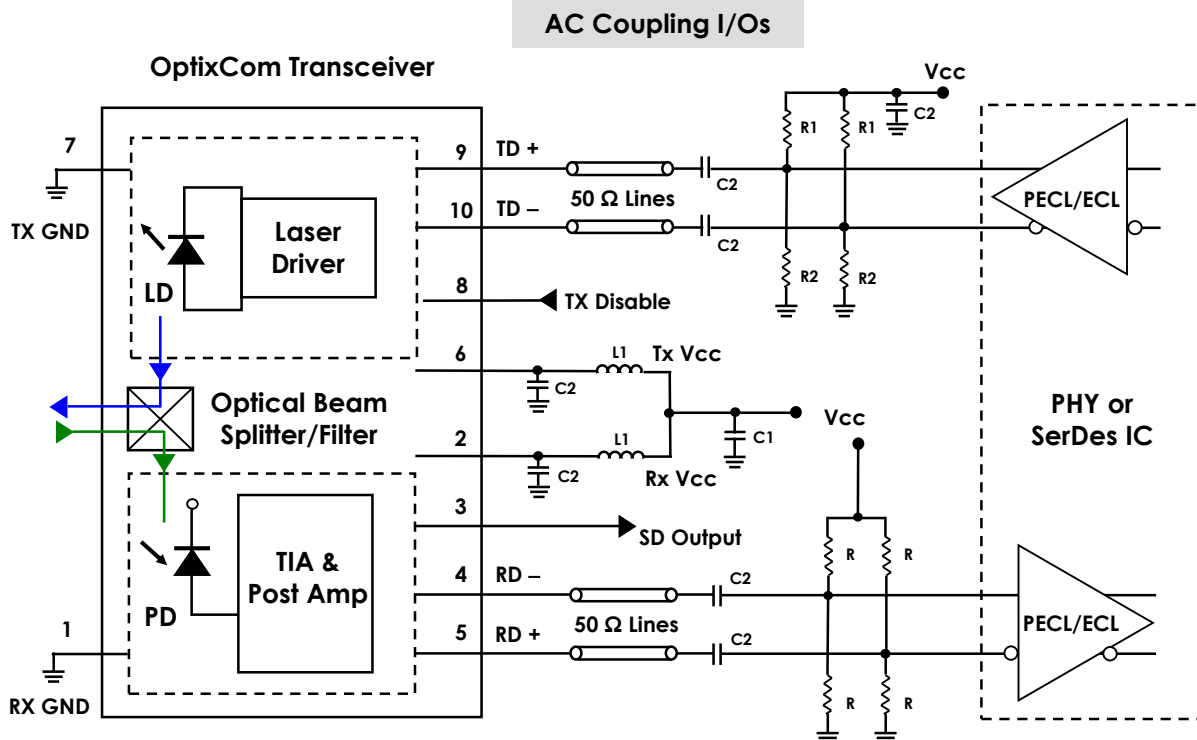 AC Coupling I/Os
OptixCom Transceiver
Vcc
R1
R1
C2
7
9
TD +
50 Ω Lines
C2
PECL/ECL
TX GND
10
TD –
C2
Laser
Driver
LD
R2
R2
8
TX Disable
6
L1
Tx Vcc
C2
Optical Beam
Splitter/Filter
C1
Vcc
PHY or
SerDes IC
2
L1
Rx Vcc
C2
3
SD Output
R
R
TIA &
Post Amp
4
RD –
C2
PD
50 Ω Lines
PECL/ECL
1
5
RD +
C2
RX GND
R
R